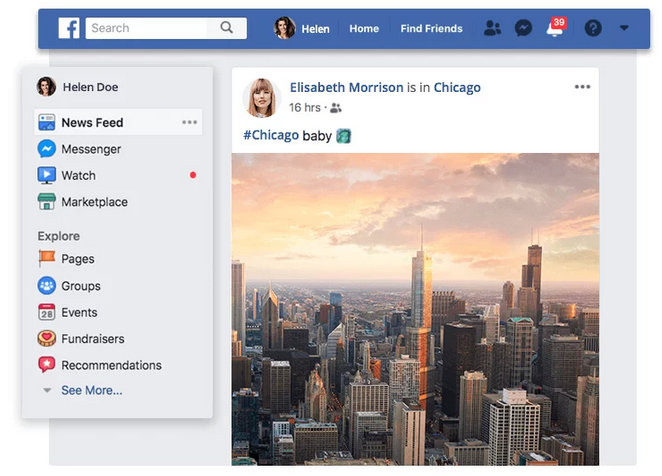 f
Search
Helen
Home
Find Friends
39
?
Helen Doe
News Feed
Messenger
Watch
Marketplace
Explore
Pages
Groups
28
Events
Fundraisers
Recommendations
See More...
Elisabeth Morrison is in Chicago
16 hrs ·
#Chicago baby